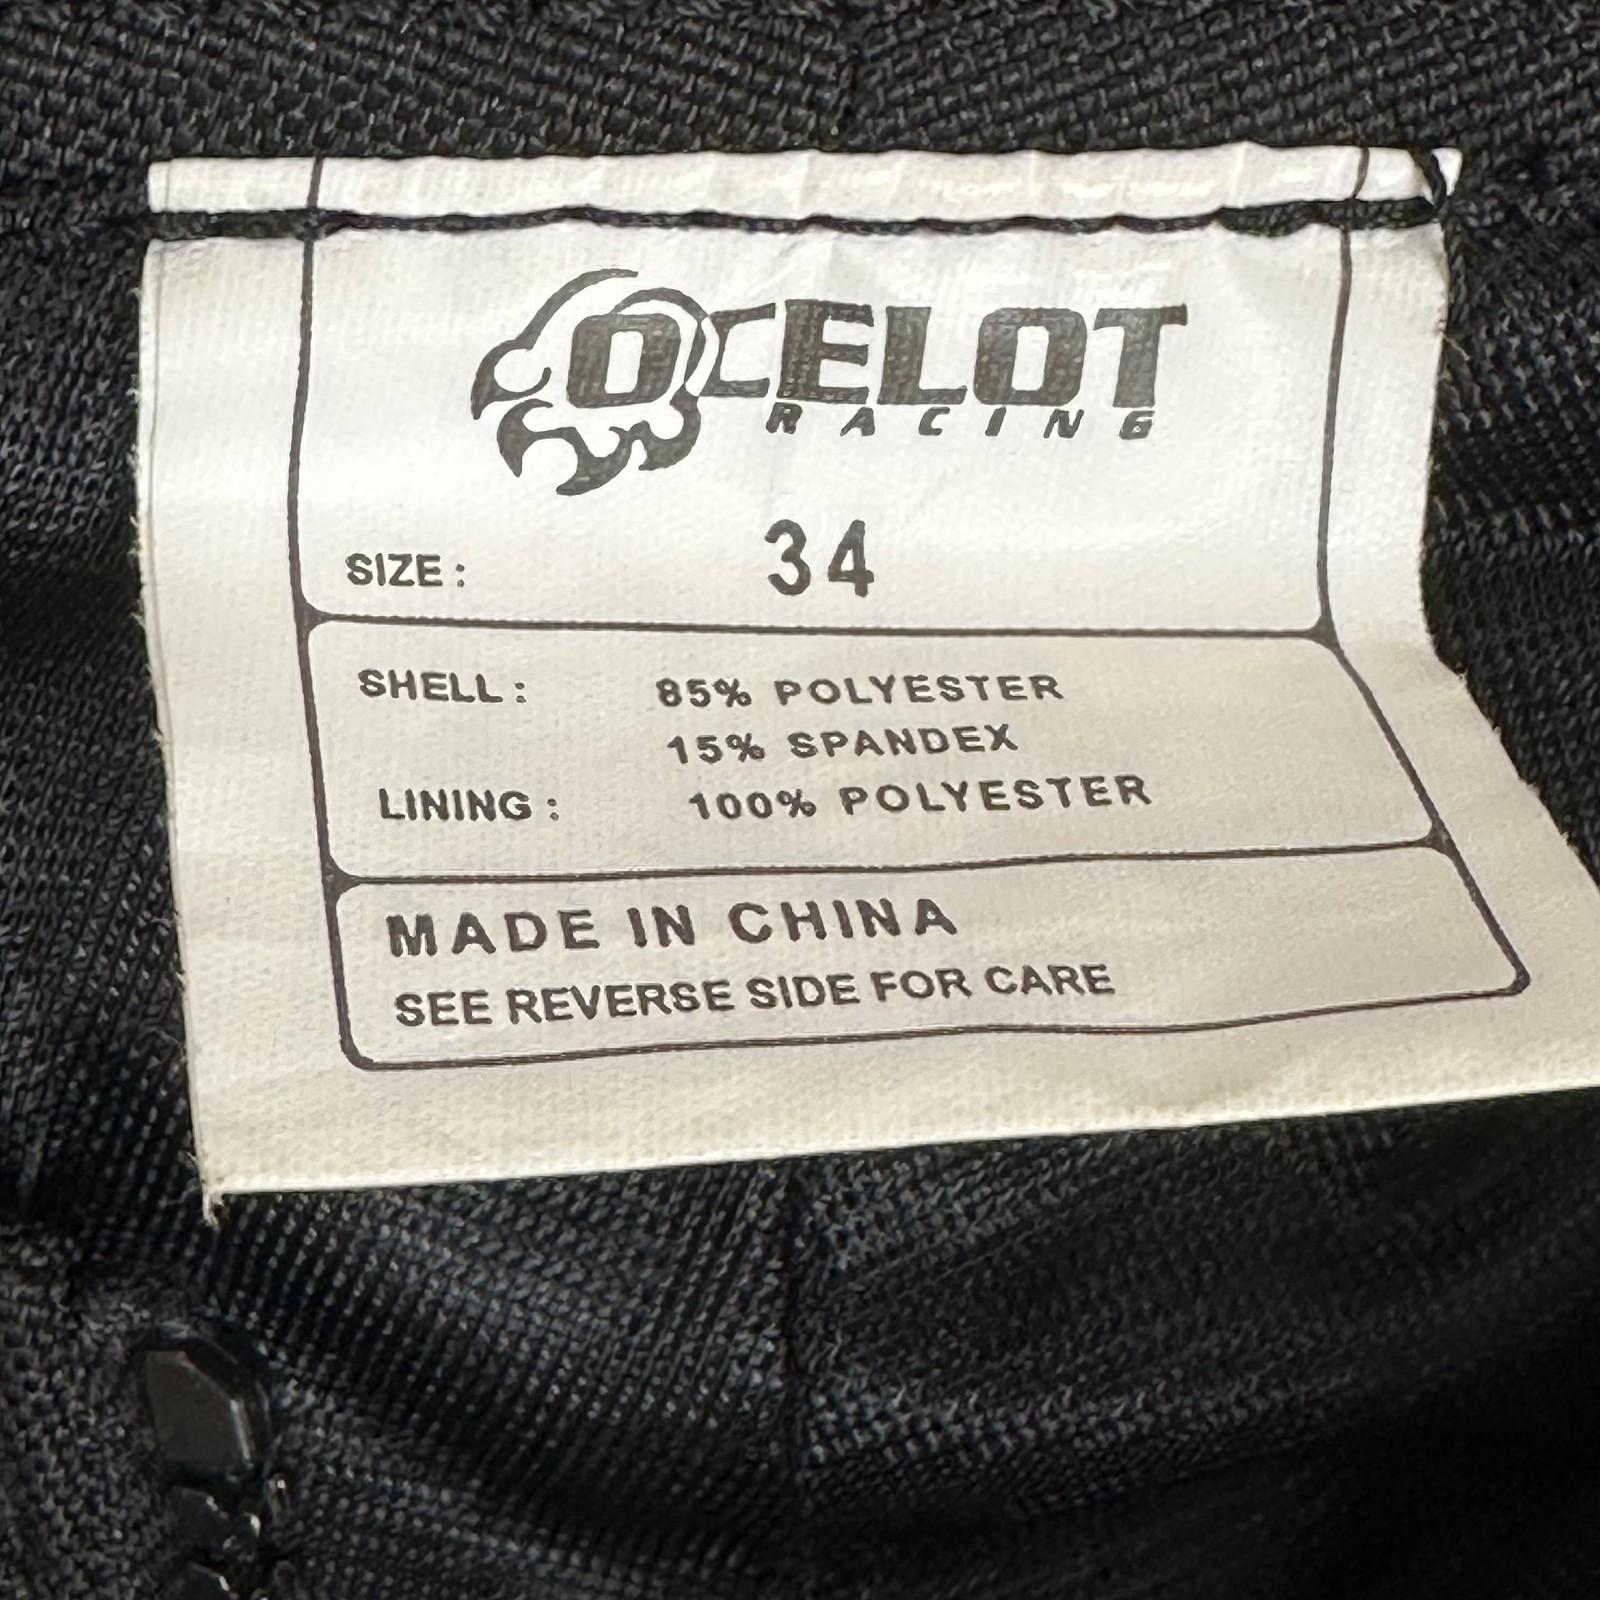 OCELOT
RACING
SIZE : 34
SHELL : 85% POLYESTER
15% SPANDEX
LINING : 100% POLYESTER
MADE IN CHINA
SEE REVERSE SIDE FOR CARE